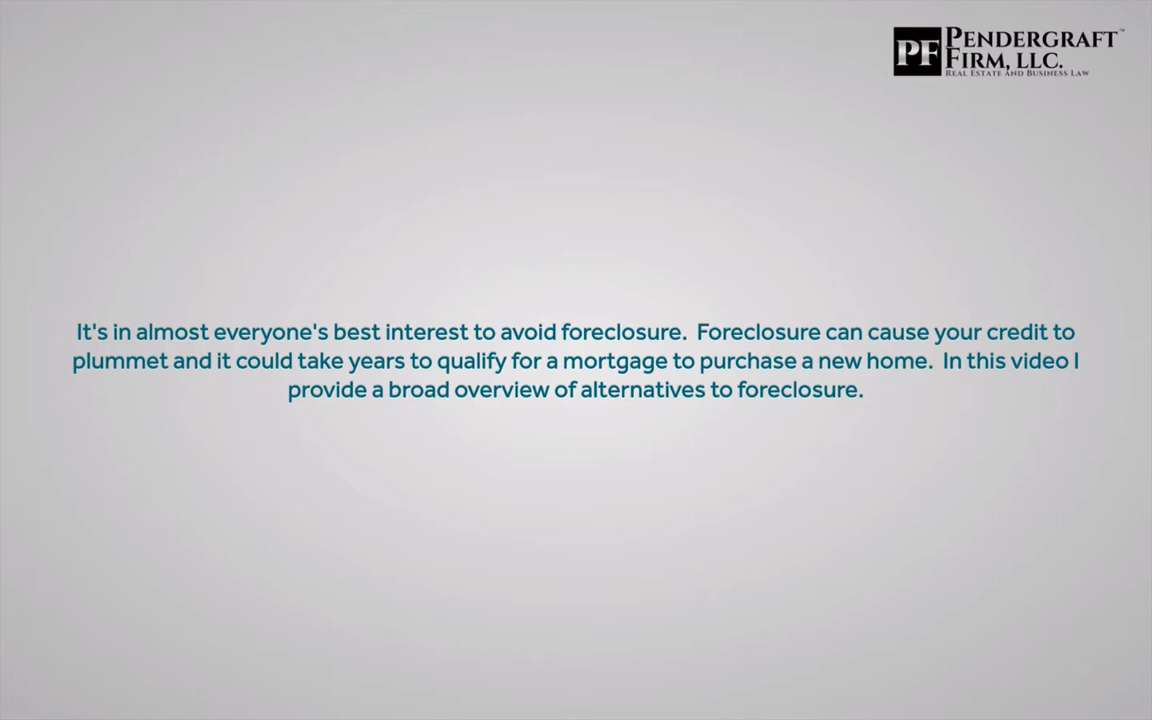 PF PENDERGRAFT™
FIRM, LLC.
REAL ESTATE AND BUSINESS LAW
It's in almost everyone's best interest to avoid foreclosure.  Foreclosure can cause your credit to
plummet and it could take years to qualify for a mortgage to purchase a new home.  In this video I
provide a broad overview of alternatives to foreclosure.